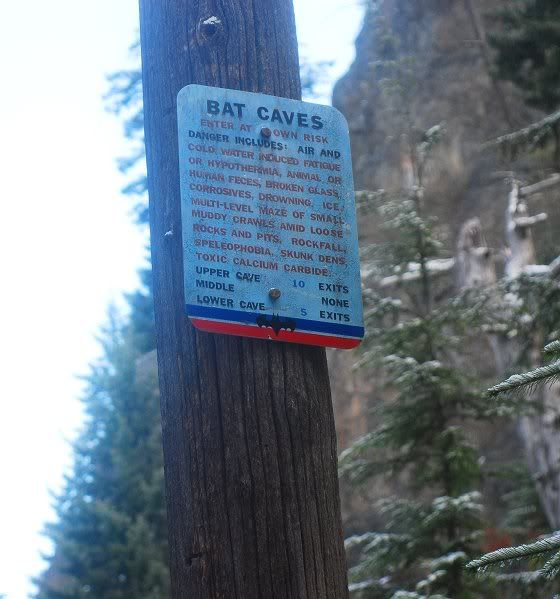 BAT CAVES
ENTER AT OWN RISK
DANGER INCLUDES: AIR AND
COLD WATER INDUCED FATIGUE
OR HYPOTHERMIA, ANIMAL OR
HUMAN FECES, BROKEN GLASS,
CORROSIVES, DROWNING, ICE,
MULTI-LEVEL MAZE OF SMALL
MUDDY CRAWLS AMID LOOSE
ROCKS AND PITS, ROCKFALL,
SPELEOPHOBIA, SKUNK DENS,
TOXIC CALCIUM CARBIDE.
UPPER CAVE 10 EXITS
MIDDLE NONE
LOWER CAVE 5 EXITS